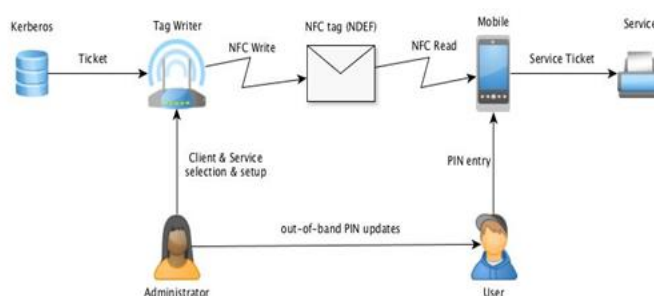 Kerberos
Tag Writer
NFC tag (NDEF)
Mobile
Service
Ticket
NFC Write
NFC Read
Service Ticket
Client & Service
selection & setup
PIN entry
out-of-band PIN updates
Administrator
User